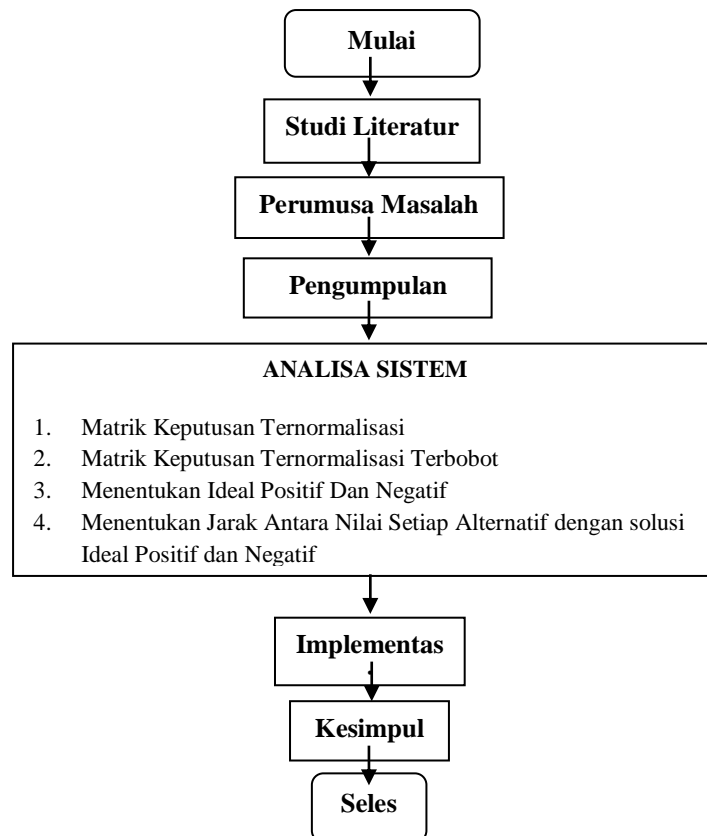 Mulai
Studi Literatur
Perumusa Masalah
Pengumpulan
ANALISA SISTEM
1. Matrik Keputusan Ternormalisasi
2. Matrik Keputusan Ternormalisasi Terbobot
3. Menentukan Ideal Positif Dan Negatif
4. Menentukan Jarak Antara Nilai Setiap Alternatif dengan solusi
Ideal Positif dan Negatif
Implementas
Kesimpul
Seles